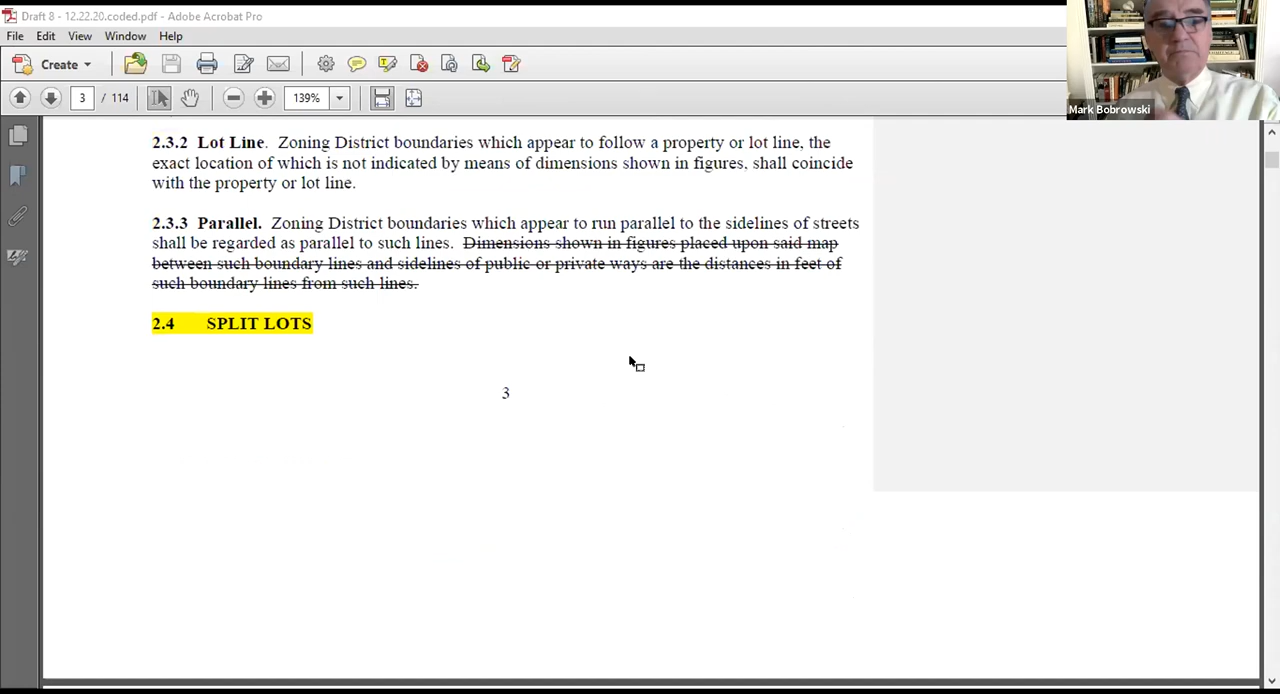 Draft 8 - 12.22.20.coded.pdf - Adobe Acrobat Pro
File Edit View Window Help
Create
3 / 114 139%
Mark Bobrowski
2.3.2 Lot Line. Zoning District boundaries which appear to follow a property or lot line, the
exact location of which is not indicated by means of dimensions shown in figures, shall coincide
with the property or lot line.
2.3.3 Parallel. Zoning District boundaries which appear to run parallel to the sidelines of streets
shall be regarded as parallel to such lines. Dimensions shown in figures placed upon said map
between such boundary lines and sidelines of public or private ways are the distances in feet of
such boundary lines from such lines.
2.4 SPLIT LOTS
3